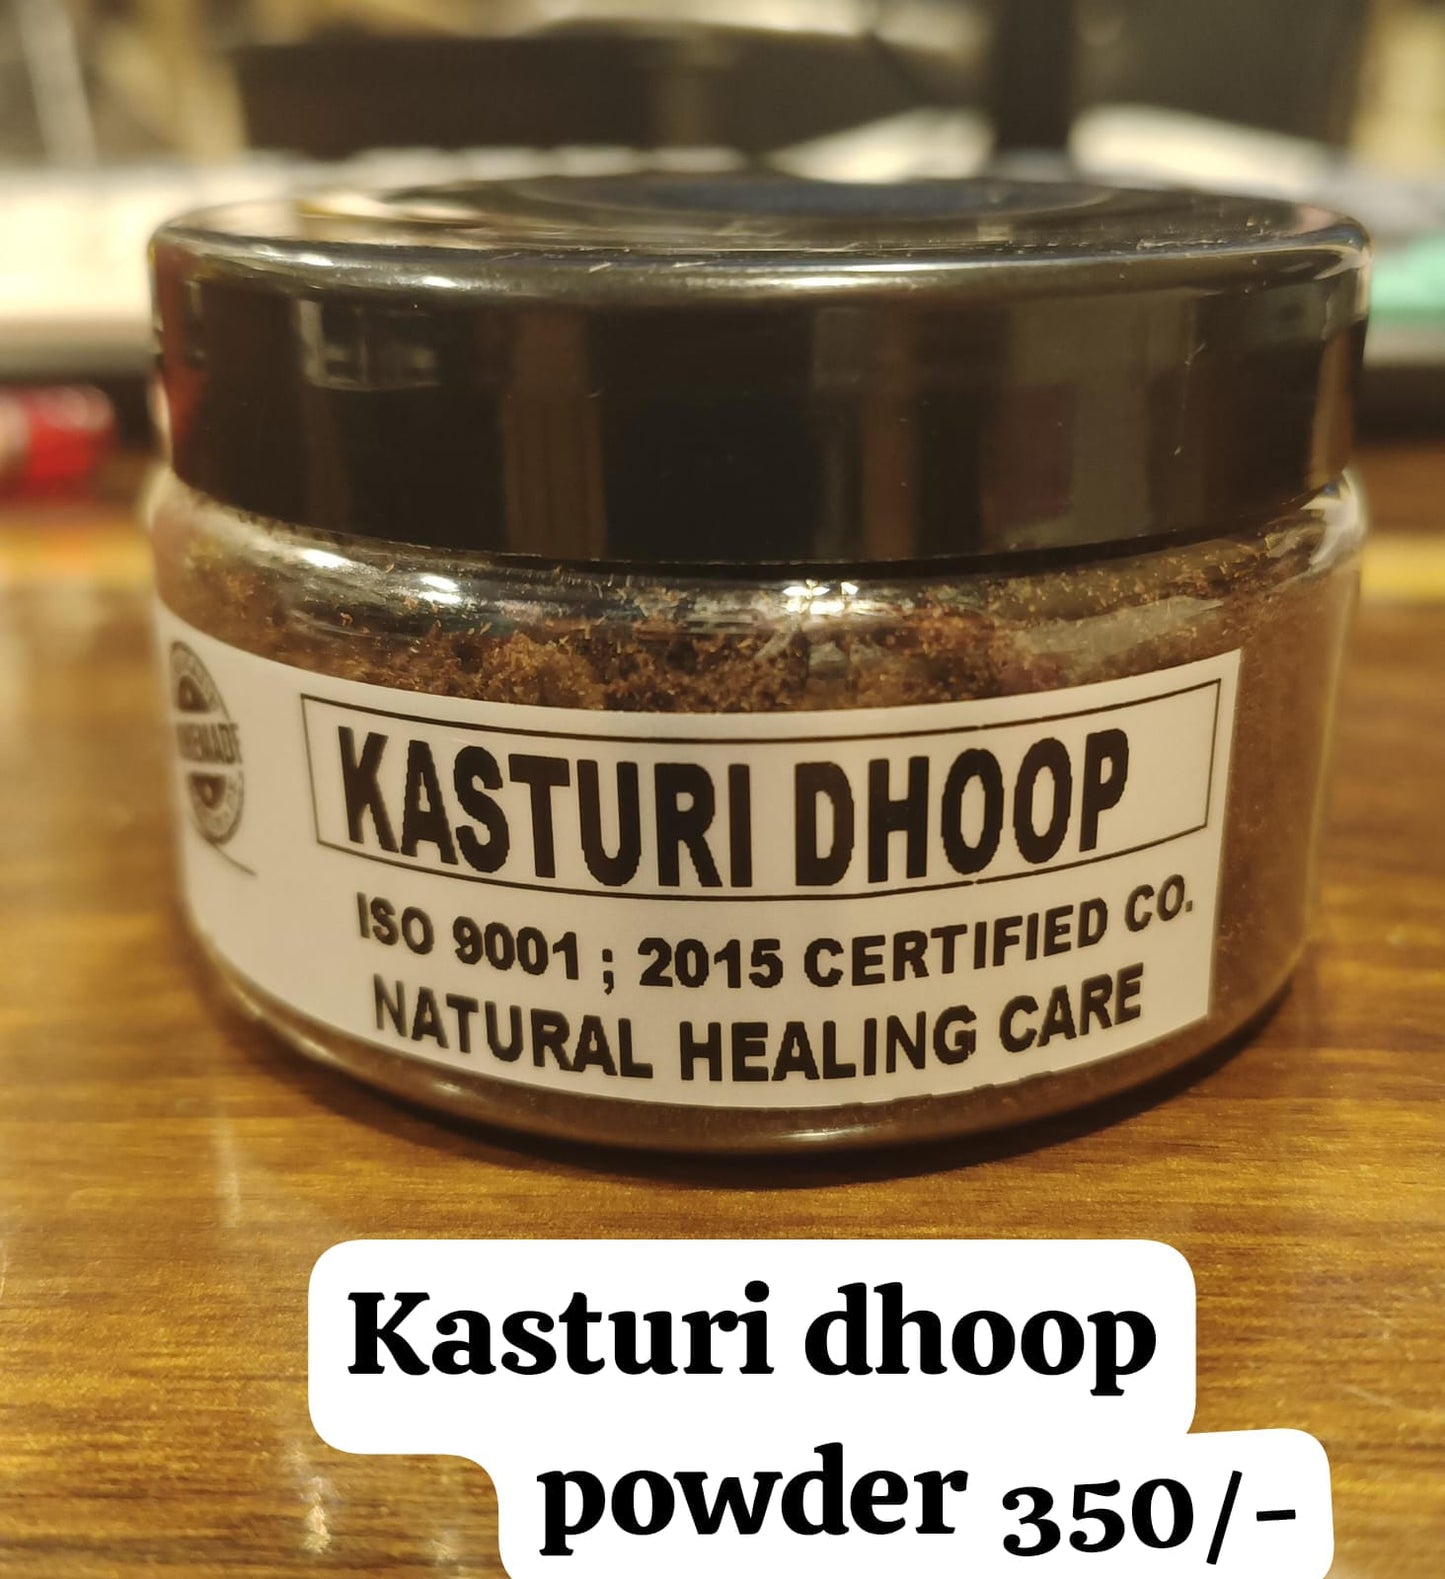 KASTURI DHOOP
ISO 9001 ; 2015 CERTIFIED CO.
NATURAL HEALING CARE
Kasturi dhoop
powder 350/-